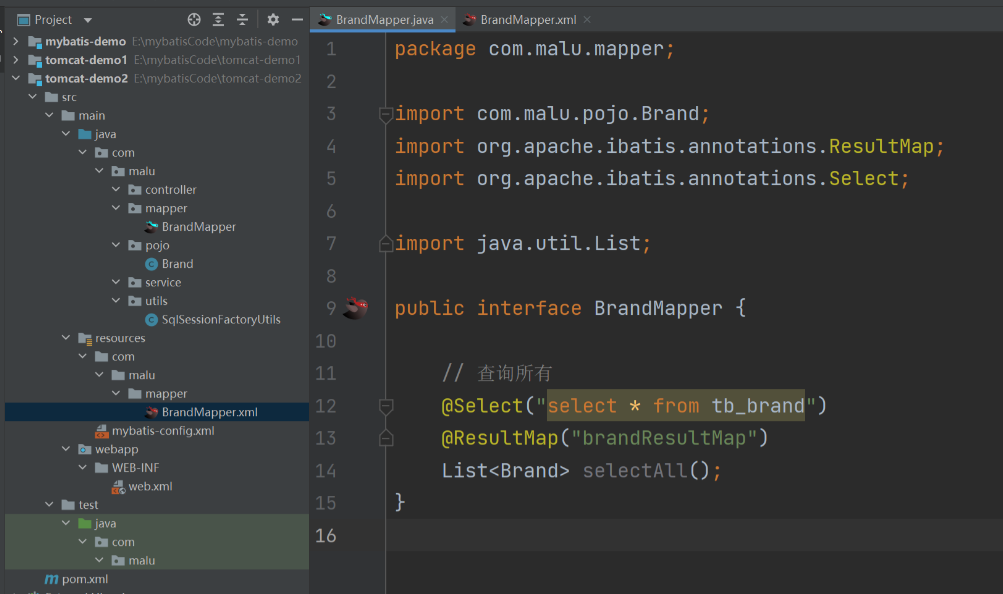 Project
mybatis-demo E:\mybatisCode\mybatis-demo
tomcat-demo1 E:\mybatisCode\tomcat-demo1
tomcat-demo2 E:\mybatisCode\tomcat-demo2
src
main
java
com
malu
controller
mapper
BrandMapper
pojo
Brand
service
utils
SqlSessionFactoryUtils
resources
com
malu
mapper
BrandMapper.xml
mybatis-config.xml
webapp
WEB-INF
web.xml
test
java
com
malu
pom.xml
BrandMapper.java
BrandMapper.xml
1 package com.malu.mapper;
2
3 import com.malu.pojo.Brand;
4 import org.apache.ibatis.annotations.ResultMap;
5 import org.apache.ibatis.annotations.Select;
6
7 import java.util.List;
8
9 public interface BrandMapper {
10
11 // 查询所有
12 @Select("select * from tb_brand")
13 @ResultMap("brandResultMap")
14 List<Brand> selectAll();
15 }
16